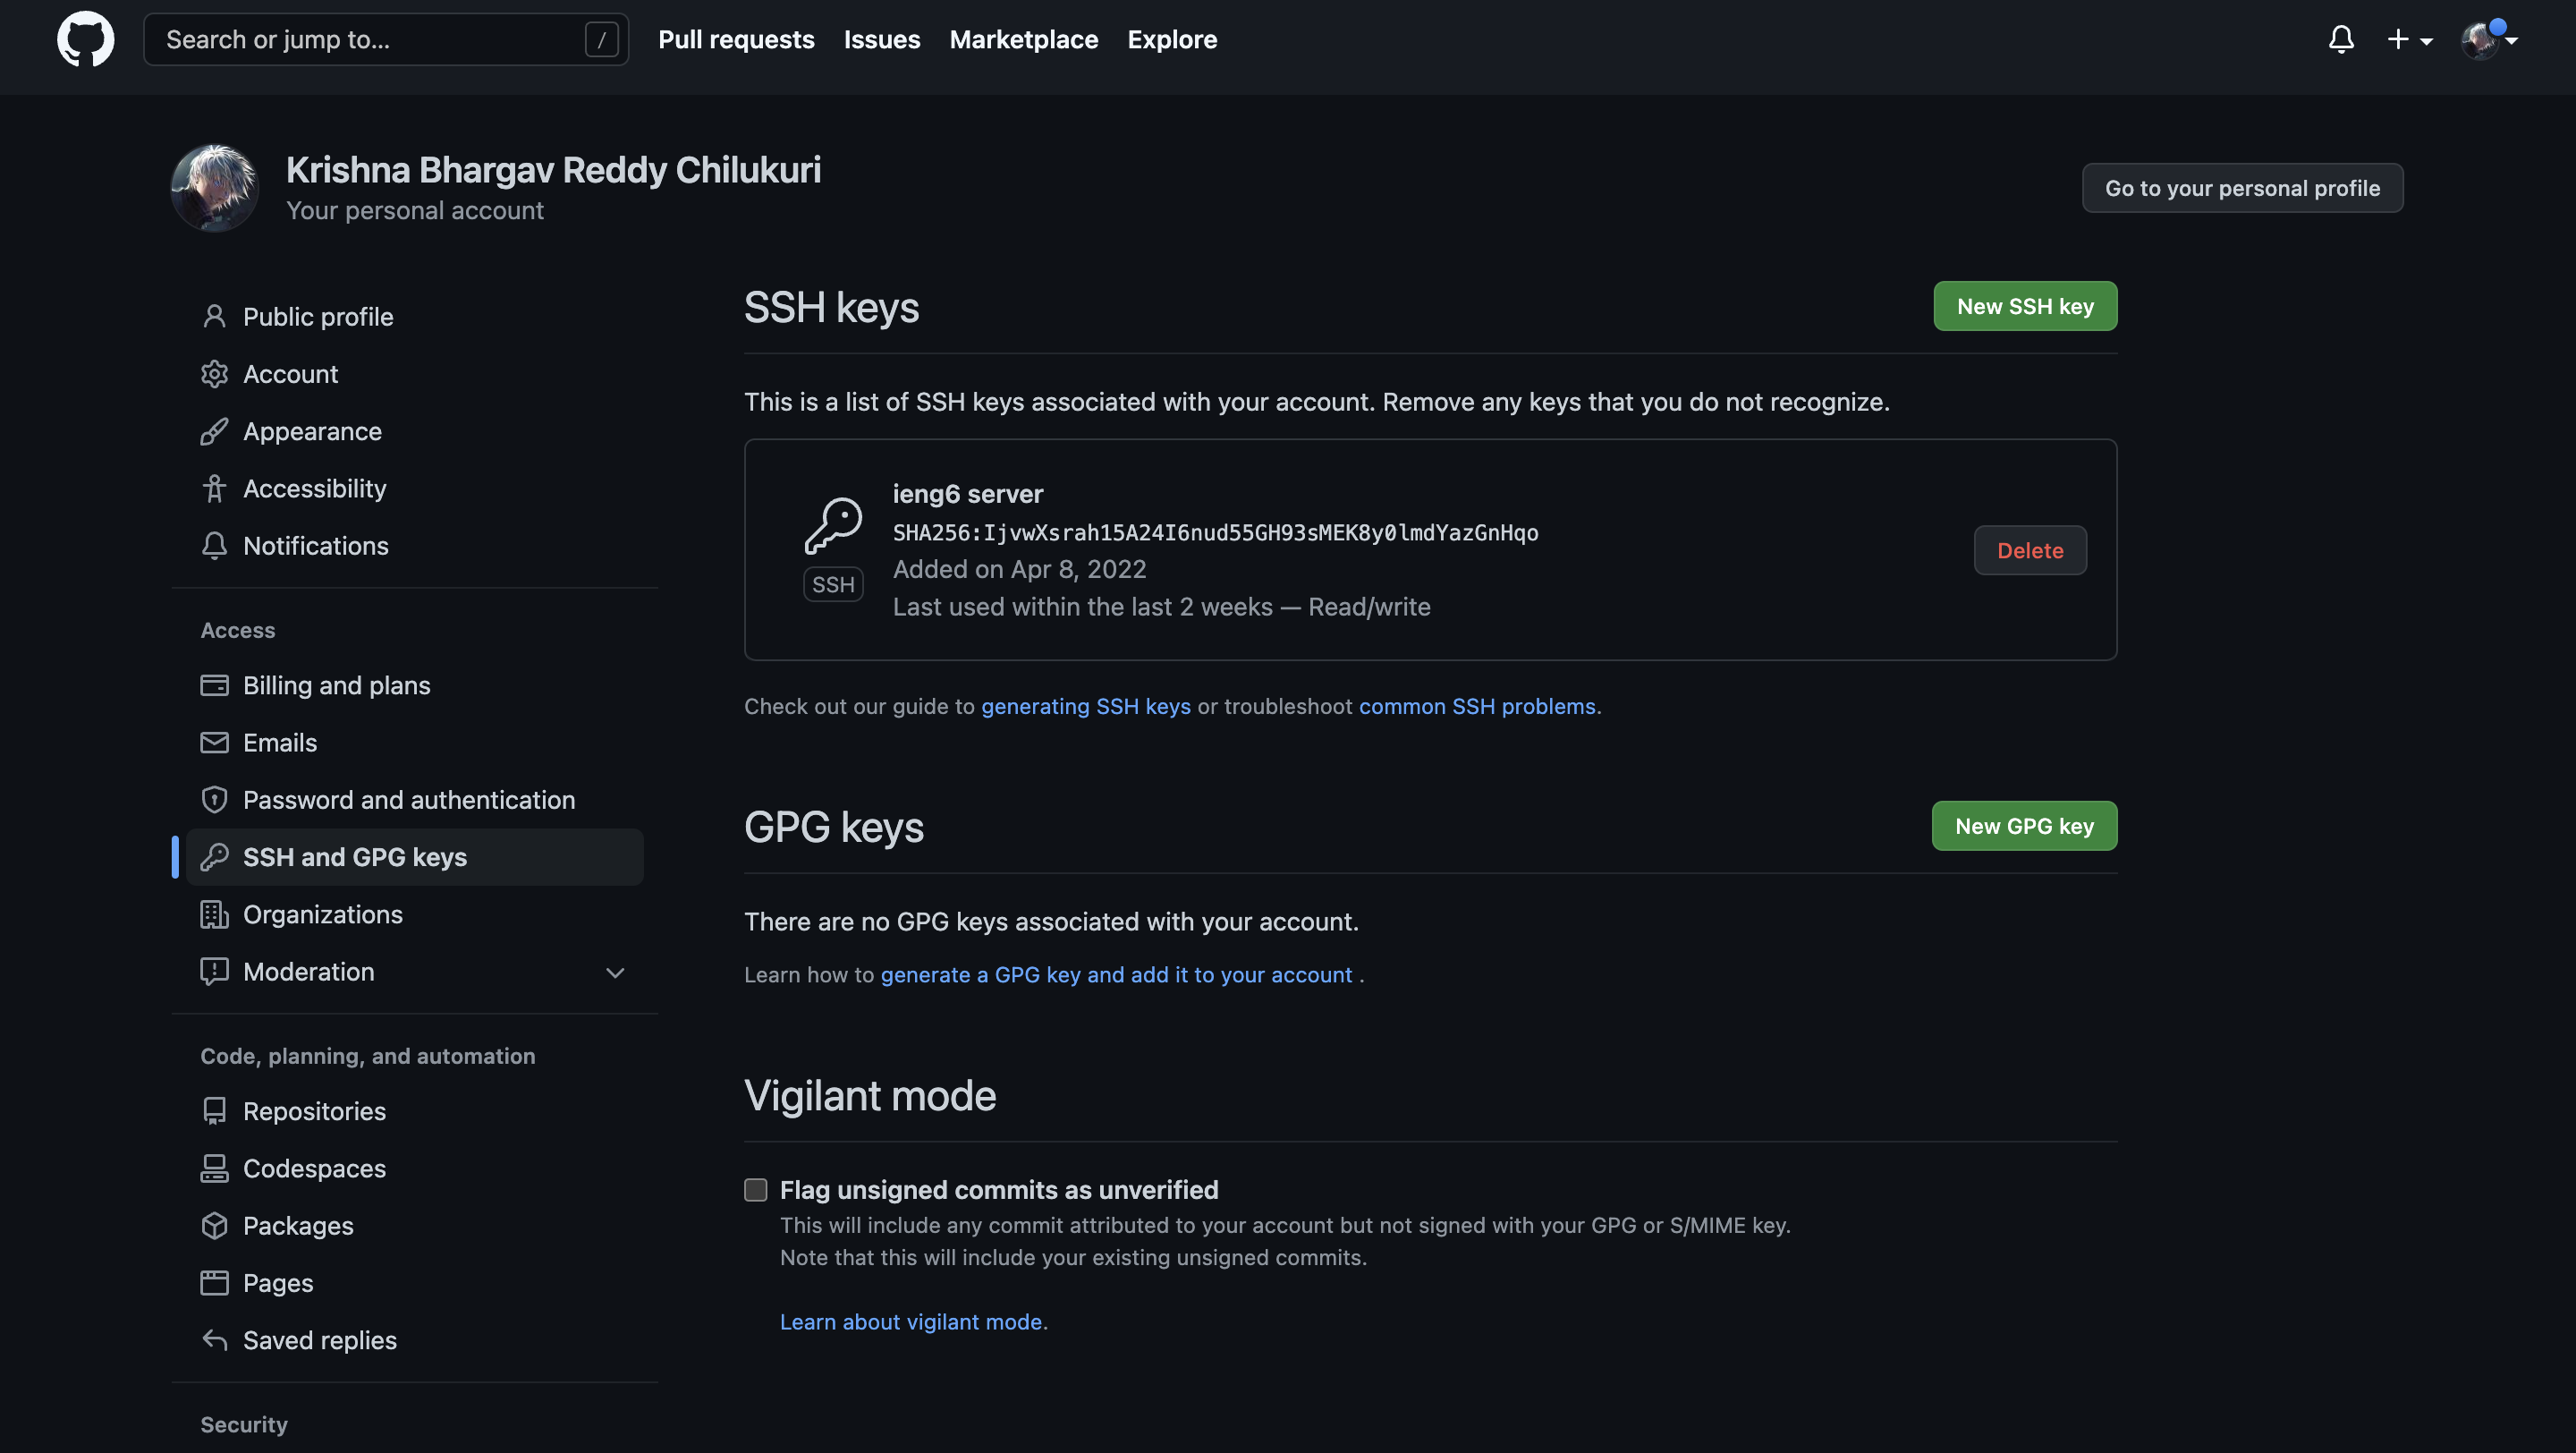 Search or jump to...
/
Pull requests
Issues
Marketplace
Explore
Krishna Bhargav Reddy Chilukuri
Your personal account
Go to your personal profile
Public profile
Account
Appearance
Accessibility
Notifications
Access
Billing and plans
Emails
Password and authentication
SSH and GPG keys
Organizations
Moderation
Code, planning, and automation
Repositories
Codespaces
Packages
Pages
Saved replies
Security
SSH keys
New SSH key
This is a list of SSH keys associated with your account. Remove any keys that you do not recognize.
ieng6 server
SHA256:IjvwXsrah15A24I6nud55GH93sMEK8y0lmdYazGnHqo
SSH
Added on Apr 8, 2022
Last used within the last 2 weeks — Read/write
Delete
Check out our guide to generating SSH keys or troubleshoot common SSH problems.
GPG keys
New GPG key
There are no GPG keys associated with your account.
Learn how to generate a GPG key and add it to your account .
Vigilant mode
Flag unsigned commits as unverified
This will include any commit attributed to your account but not signed with your GPG or S/MIME key.
Note that this will include your existing unsigned commits.
Learn about vigilant mode.